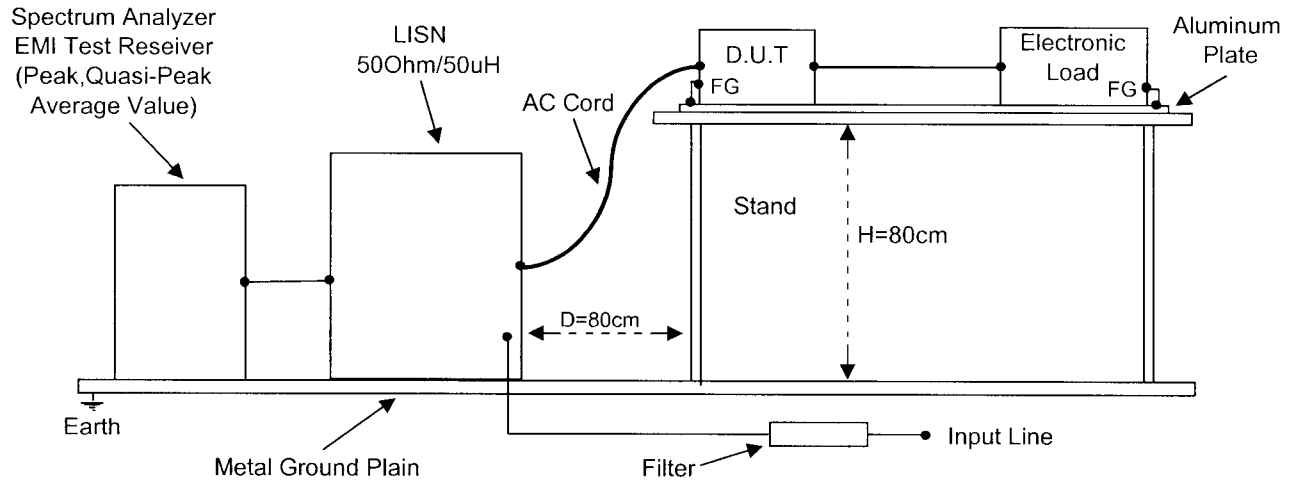 Spectrum Analyzer
EMI Test Reseiver
(Peak,Quasi-Peak
Average Value)
LISN
50Ohm/50uH
AC Cord
D.U.T
FG
Electronic
Load
FG
Aluminum
Plate
Stand
H=80cm
D=80cm
Earth
Metal Ground Plain
Filter
Input Line